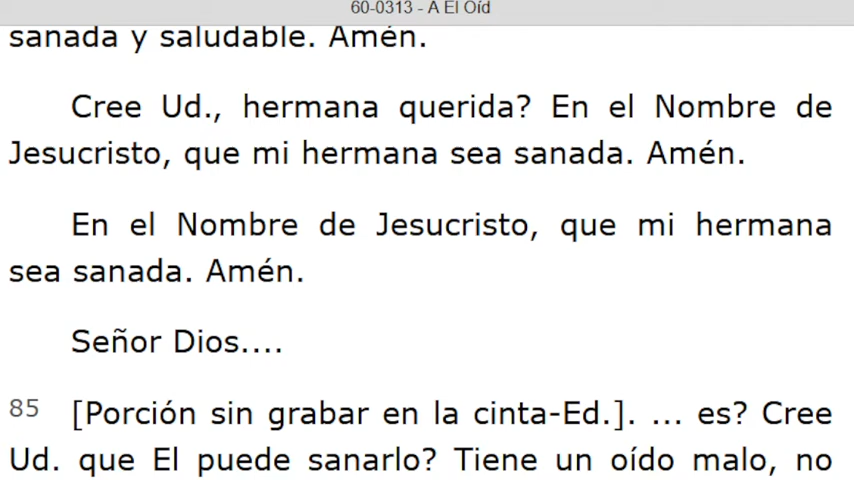 60-0313 - A El Oíd
sanada y saludable. Amén.
Cree Ud., hermana querida? En el Nombre de
Jesucristo, que mi hermana sea sanada. Amén.
En el Nombre de Jesucristo, que mi hermana
sea sanada. Amén.
Señor Dios....
85 [Porción sin grabar en la cinta-Ed.]. ... es? Cree
Ud. que El puede sanarlo? Tiene un oído malo, no